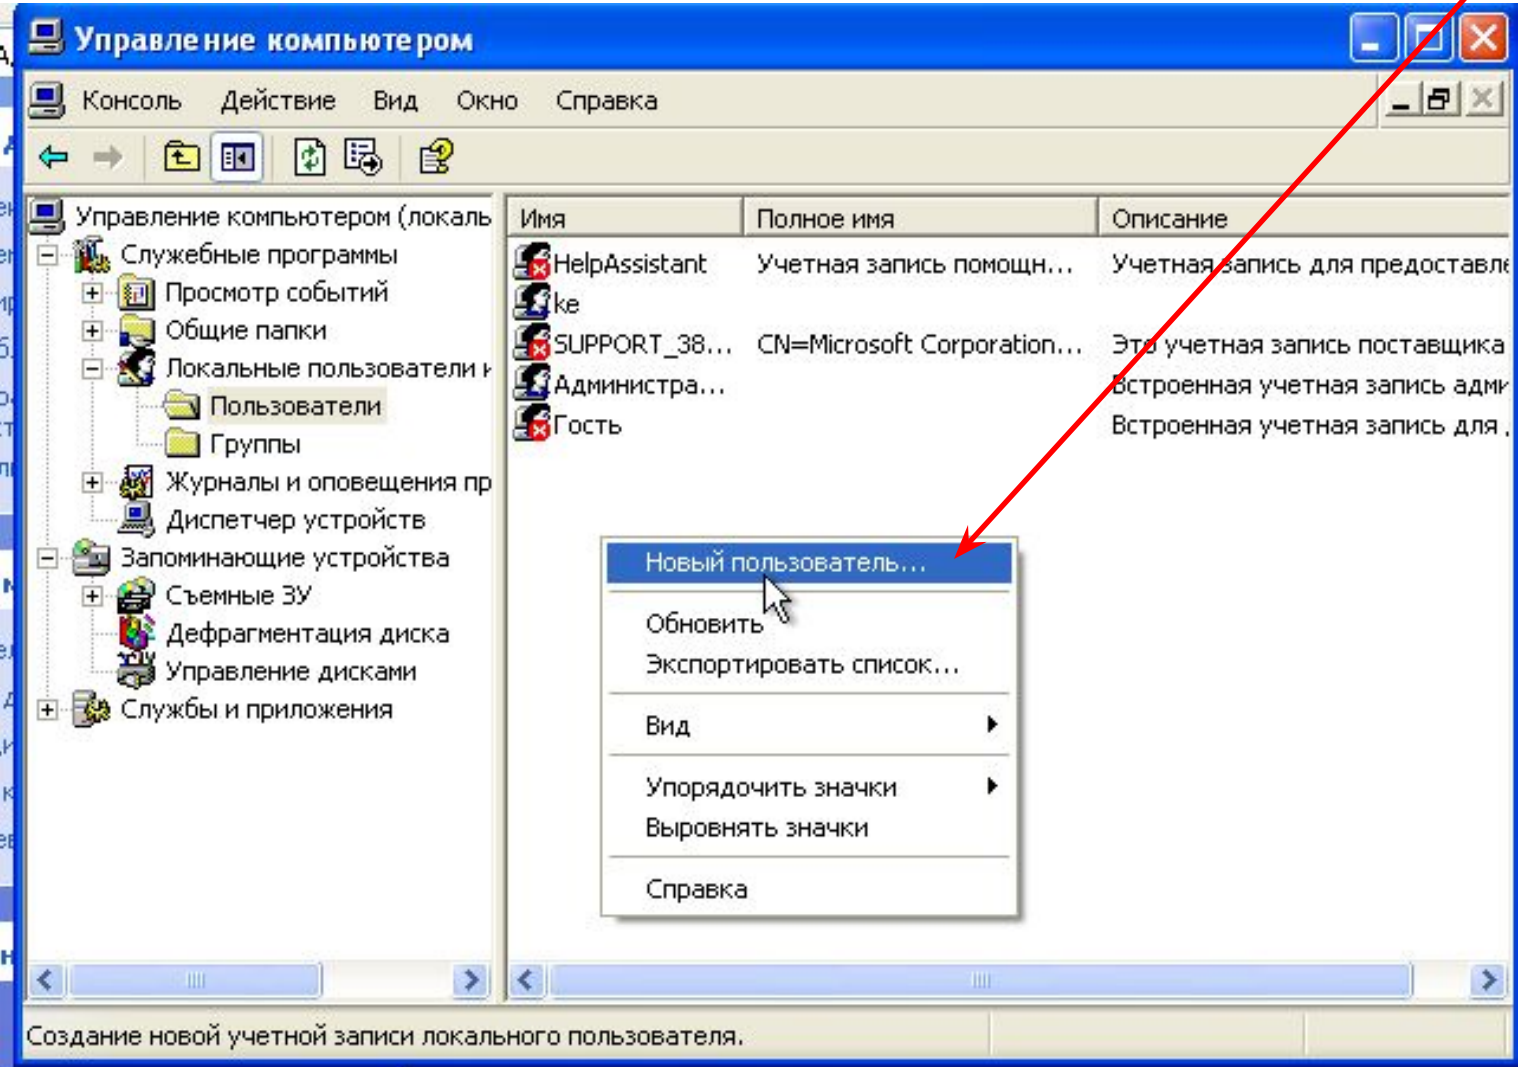 Управление компьютером
Консоль Действие Вид Окно Справка
Управление компьютером (локаль
Служебные программы
Просмотр событий
Общие папки
Локальные пользователи и
Пользователи
Группы
Журналы и оповещения пр
Диспетчер устройств
Запоминающие устройства
Съемные ЗУ
Дефрагментация диска
Управление дисками
Службы и приложения
Имя Полное имя Описание
HelpAssistant Учетная запись помощн... Учетная запись для предоставле
ke
SUPPORT_38... CN=Microsoft Corporation... Это учетная запись поставщика
Администра... Встроенная учетная запись адми
Гость Встроенная учетная запись для
Новый пользователь...
Обновить
Экспортировать список...
Вид
Упорядочить значки
Выровнять значки
Справка
Создание новой учетной записи локального пользователя.